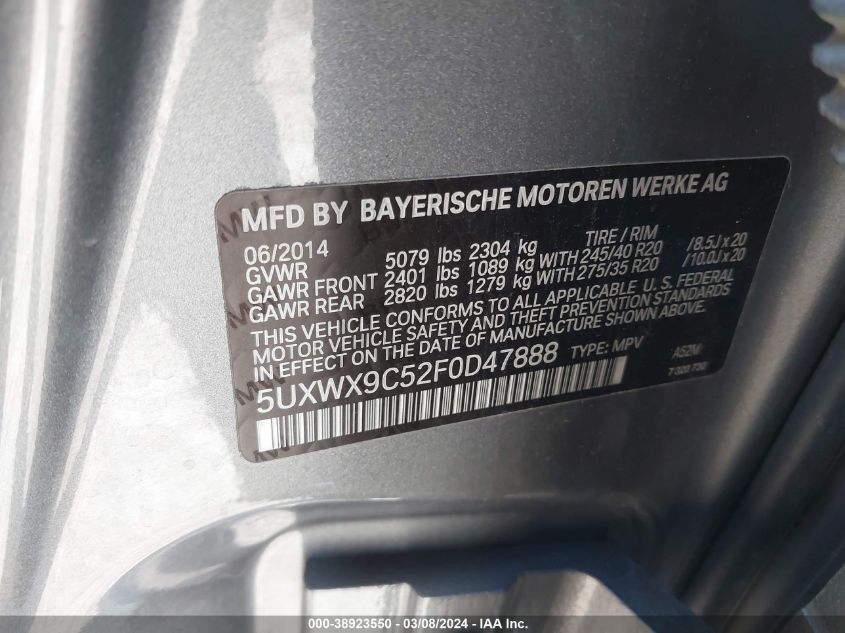 MFD BY BAYERISCHE MOTOREN WERKE AG
06/2014 TIRE / RIM
GVWR 5079 lbs 2304 kg
GAWR FRONT 2401 lbs 1089 kg WITH 245/40 R20 /8.5J x 20
GAWR REAR 2820 lbs 1279 kg WITH 275/35 R20 /10.0J x 20
THIS VEHICLE CONFORMS TO ALL APPLICABLE U. S. FEDERAL
MOTOR VEHICLE SAFETY AND THEFT PREVENTION STANDARDS
IN EFFECT ON THE DATE OF MANUFACTURE SHOWN ABOVE.
5UXWX9C52F0D47888 TYPE: MPV A52M
7 320 730
000-38923550 - 03/08/2024 - IAA Inc.